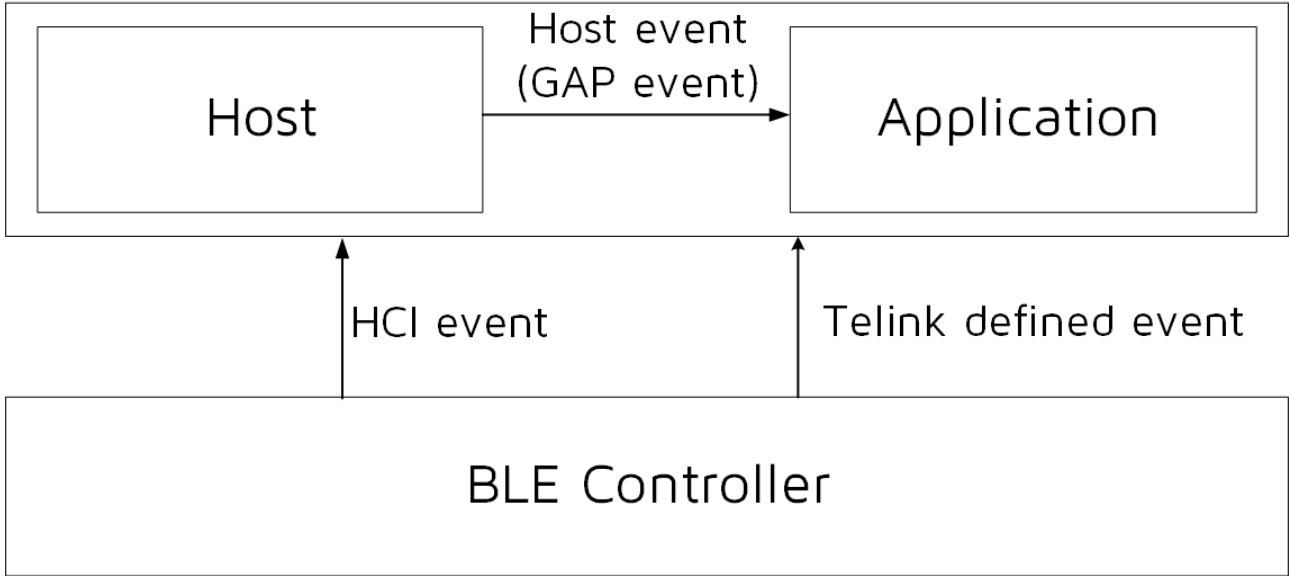 Host event
(GAP event)
Host
Application
HCI event
Telink defined event
BLE Controller